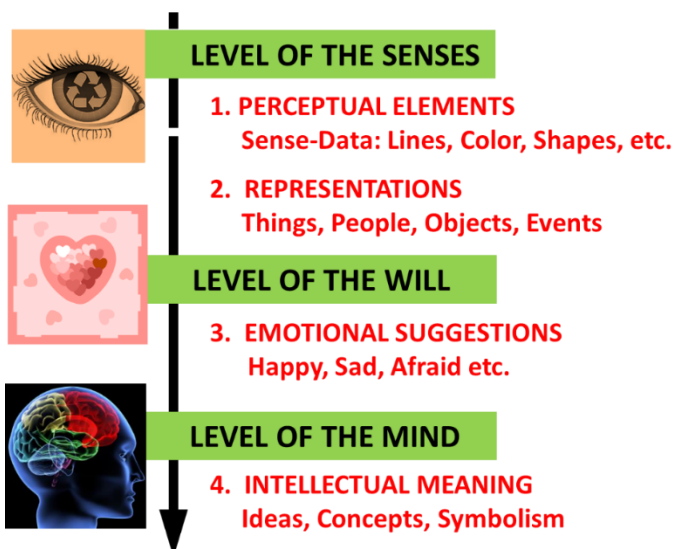 LEVEL OF THE SENSES
1. PERCEPTUAL ELEMENTS
Sense-Data: Lines, Color, Shapes, etc.
2. REPRESENTATIONS
Things, People, Objects, Events
LEVEL OF THE WILL
3. EMOTIONAL SUGGESTIONS
Happy, Sad, Afraid etc.
LEVEL OF THE MIND
4. INTELLECTUAL MEANING
Ideas, Concepts, Symbolism